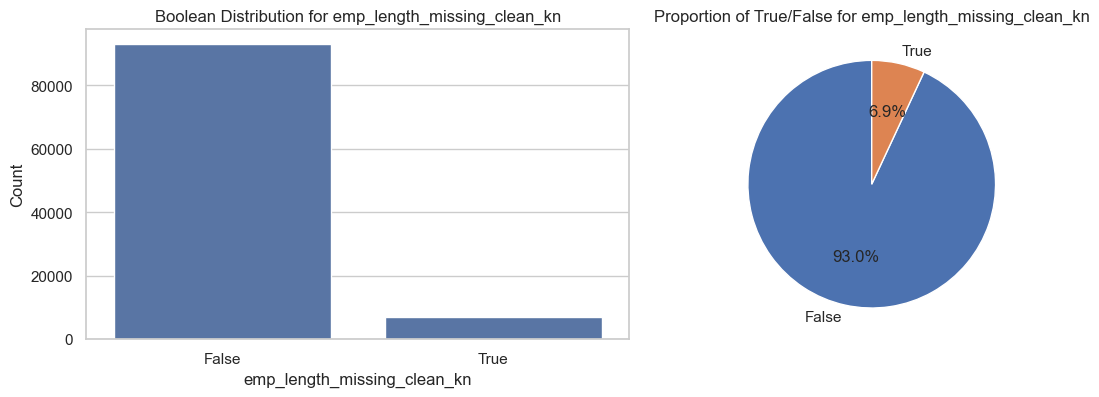 Boolean Distribution for emp_length_missing_clean_kn
80000
60000
40000
20000
0
Count
False
True
emp_length_missing_clean_kn
Proportion of True/False for emp_length_missing_clean_kn
True
6.9%
93.0%
False